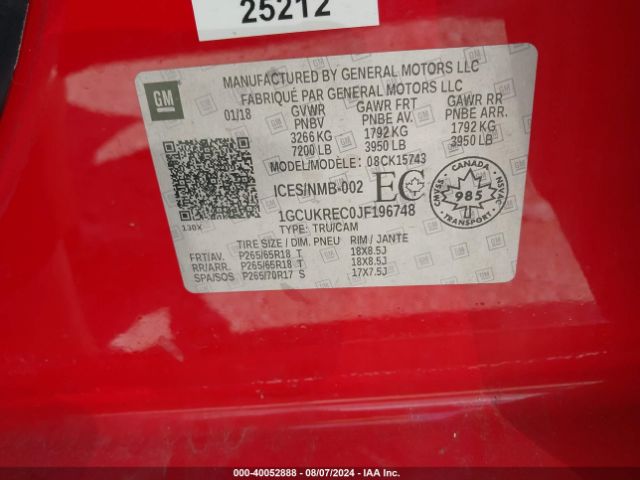 25212
GM
MANUFACTURED BY GENERAL MOTORS LLC
FABRIQUÉ PAR GENERAL MOTORS LLC
01/18 GVWR GAWR FRT GAWR RR
PNBV PNBE AV. PNBE ARR.
3266 KG 1792 KG 1792 KG
7200 LB 3950 LB 3950 LB
MODEL/MODÈLE: 08CK15743
ICES/NMB-002 EC
CANADA
CMVSS NSVAC
985
130X
1GCUKREC0JF196748
TYPE: TRU/CAM
TIRE SIZE / DIM. PNEU RIM / JANTE
FRT/AV. P265/65R18 T 18X8.5J
RR/ARR. P265/65R18 T 18X8.5J
SPA/SOS P265/70R17 S 17X7.5J
000-40052888 - 08/07/2024 - IAA Inc.